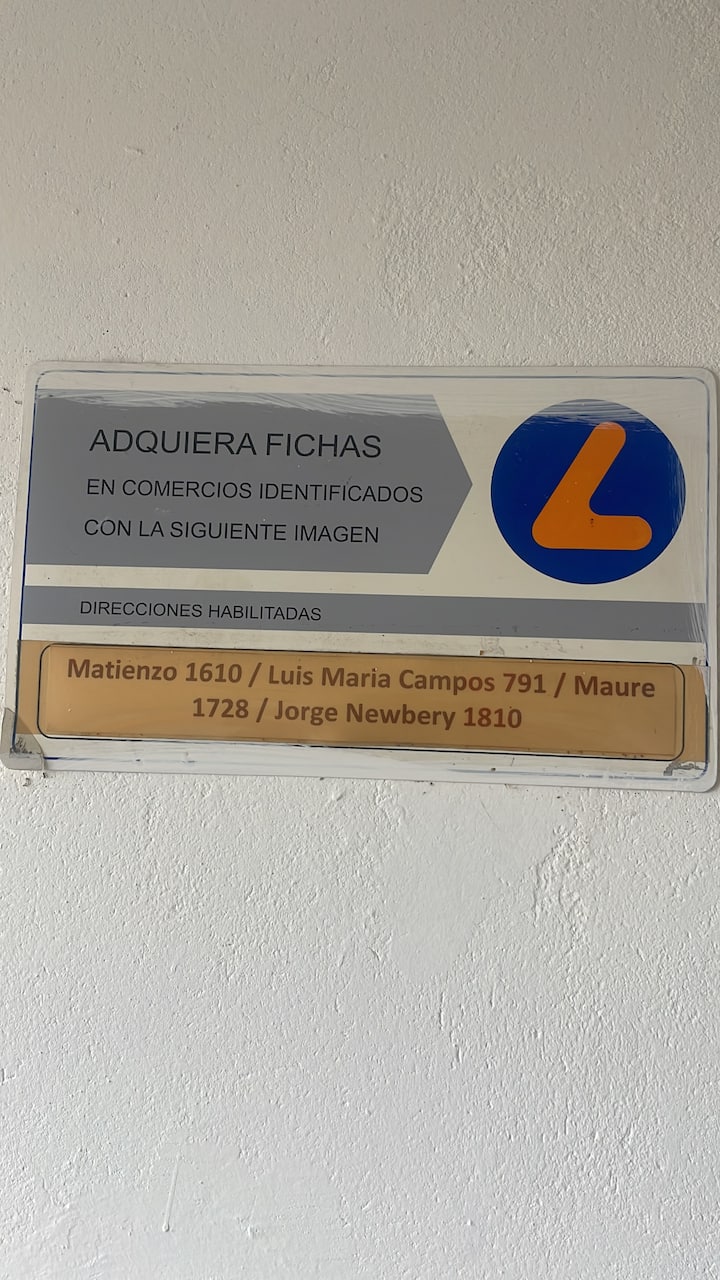 ADQUIERA FICHAS
EN COMERCIOS IDENTIFICADOS
CON LA SIGUIENTE IMAGEN
DIRECCIONES HABILITADAS
Matienzo 1610 / Luis Maria Campos 791 / Maure
1728 / Jorge Newbery 1810